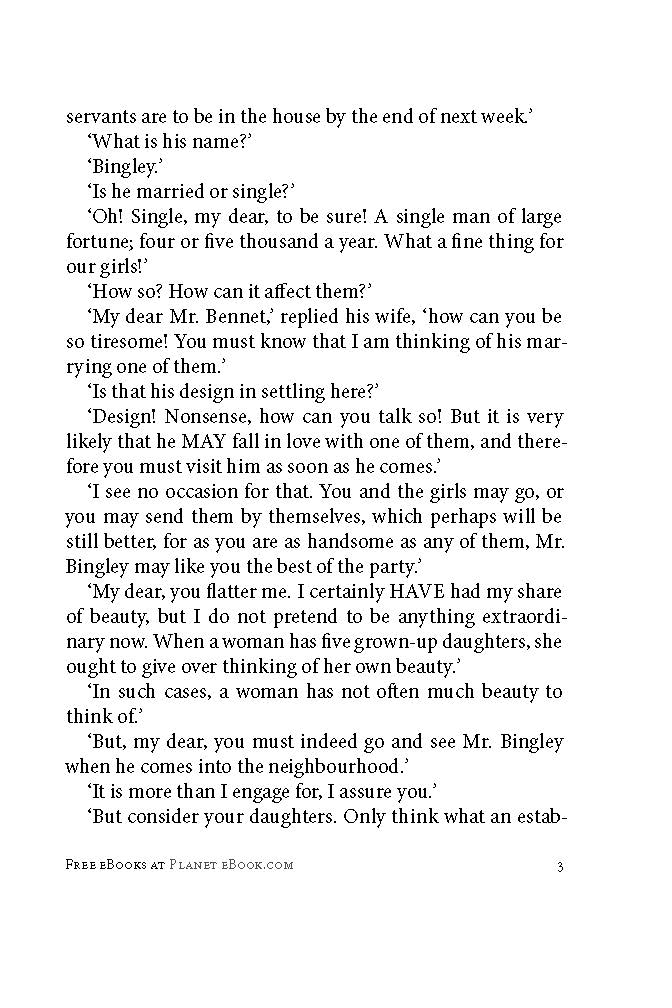 servants are to be in the house by the end of next week.’
‘What is his name?’
‘Bingley.’
‘Is he married or single?’
‘Oh! Single, my dear, to be sure! A single man of large
fortune; four or five thousand a year. What a fine thing for
our girls!’
‘How so? How can it affect them?’
‘My dear Mr. Bennet,’ replied his wife, ‘how can you be
so tiresome! You must know that I am thinking of his mar-
rying one of them.’
‘Is that his design in settling here?’
‘Design! Nonsense, how can you talk so! But it is very
likely that he MAY fall in love with one of them, and there-
fore you must visit him as soon as he comes.’
‘I see no occasion for that. You and the girls may go, or
you may send them by themselves, which perhaps will be
still better, for as you are as handsome as any of them, Mr.
Bingley may like you the best of the party.’
‘My dear, you flatter me. I certainly HAVE had my share
of beauty, but I do not pretend to be anything extraordi-
nary now. When a woman has five grown-up daughters, she
ought to give over thinking of her own beauty.’
‘In such cases, a woman has not often much beauty to
think of.’
‘But, my dear, you must indeed go and see Mr. Bingley
when he comes into the neighbourhood.’
‘It is more than I engage for, I assure you.’
‘But consider your daughters. Only think what an estab-
Free eBooks at Planet eBook.com 3